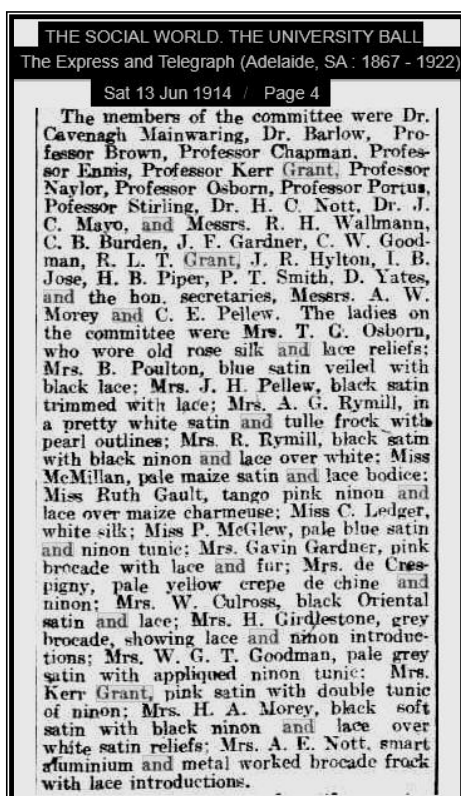 THE SOCIAL WORLD. THE UNIVERSITY BALL
The Express and Telegraph (Adelaide, SA : 1867 - 1922)
Sat 13 Jun 1914 / Page 4
The members of the committee were Dr.
Cavenagh Mainwaring, Dr. Barlow, Pro-
fessor Brown, Professor Chapman, Profes-
sor Ennis, Professor Kerr Grant, Professor
Naylor, Professor Osborn, Professor Portus,
Pofessor Stirling, Dr. H. C. Nott, Dr. J.
C. Mayo, and Messrs. R. H. Wallmann,
C. B. Burden, J. F. Gardner, C. W. Good-
man, R. L. T. Grant, J. R. Hylton, I. B.
Jose, H. B. Piper, P. T. Smith, D. Yates,
and the hon. secretaries, Messrs. A. W.
Morey and C. E. Pellew. The ladies on
the committee were Mrs. T. G. Osborn,
who wore old rose silk and lace reliefs;
Mrs. B. Poulton, blue satin veiled with
black lace; Mrs. J. H. Pellew, black satin
trimmed with lace; Mrs. A. G. Rymill, in
a pretty white satin and tulle frock with
pearl outlines; Mrs. R. Rymill, black satin
with black ninon and lace over white; Miss
McMillan, pale maize satin and lace bodice;
Miss Ruth Gault, tango pink ninon and
lace over maize charmeuse; Miss C. Ledger,
white silk; Miss P. McGlew, pale blue satin
and ninon tunic; Mrs. Gavin Gardner, pink
brocade with lace and fur; Mrs. de Cres-
pigny, pale yellow crepe de chine and
ninon; Mrs. W. Culross, black Oriental
satin and lace; Mrs. H. Girdlestone, grey
brocade, showing lace and ninon introduc-
tions; Mrs. W. G. T. Goodman, pale grey
satin with appliqued ninon tunic; Mrs.
Kerr Grant, pink satin with double tunic
of ninon; Mrs. H. A. Morey, black soft
satin with black ninon and lace over
white satin reliefs; Mrs. A. E. Nott, smart
aluminium and metal worked brocade frock
with lace introductions.